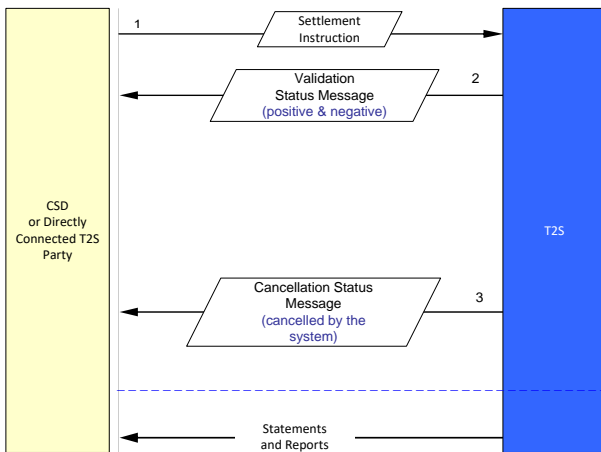 1
Settlement
Instruction
Validation
Status Message
(positive & negative)
2
CSD
or Directly
Connected T2S
Party
T2S
Cancellation Status
Message
(cancelled by the
system)
3
Statements
and Reports